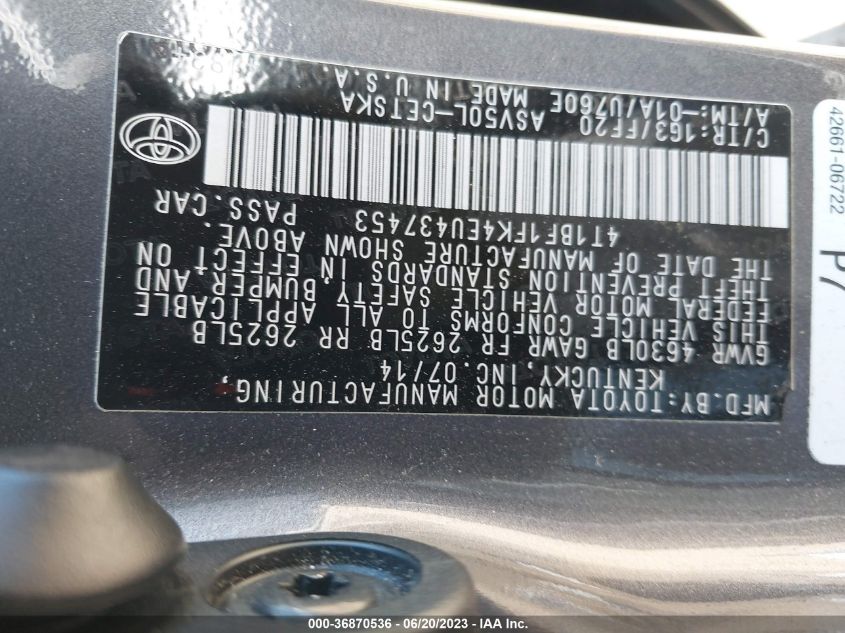 MFD.BY:TOYOTA MOTOR MANUFACTURING,
KENTUCKY,INC.07/14
GVWR 4630LB GAWR FR 2625LB RR 2625LB
THIS VEHICLE CONFORMS TO ALL APPLICABLE
FEDERAL MOTOR VEHICLE SAFETY,BUMPER AND
THEFT PREVENTION STANDARDS IN EFFECT ON
THE DATE OF MANUFACTURE SHOWN ABOVE.
4T1BF1FK4EU437453 PASS.CAR
C/TR:1G3/FF20 ASV50L-CETSKA
A/TM:-01A/U760E MADE IN U.S.A.
42661-06722
P7
000-36870536 - 06/20/2023 - IAAI Inc.